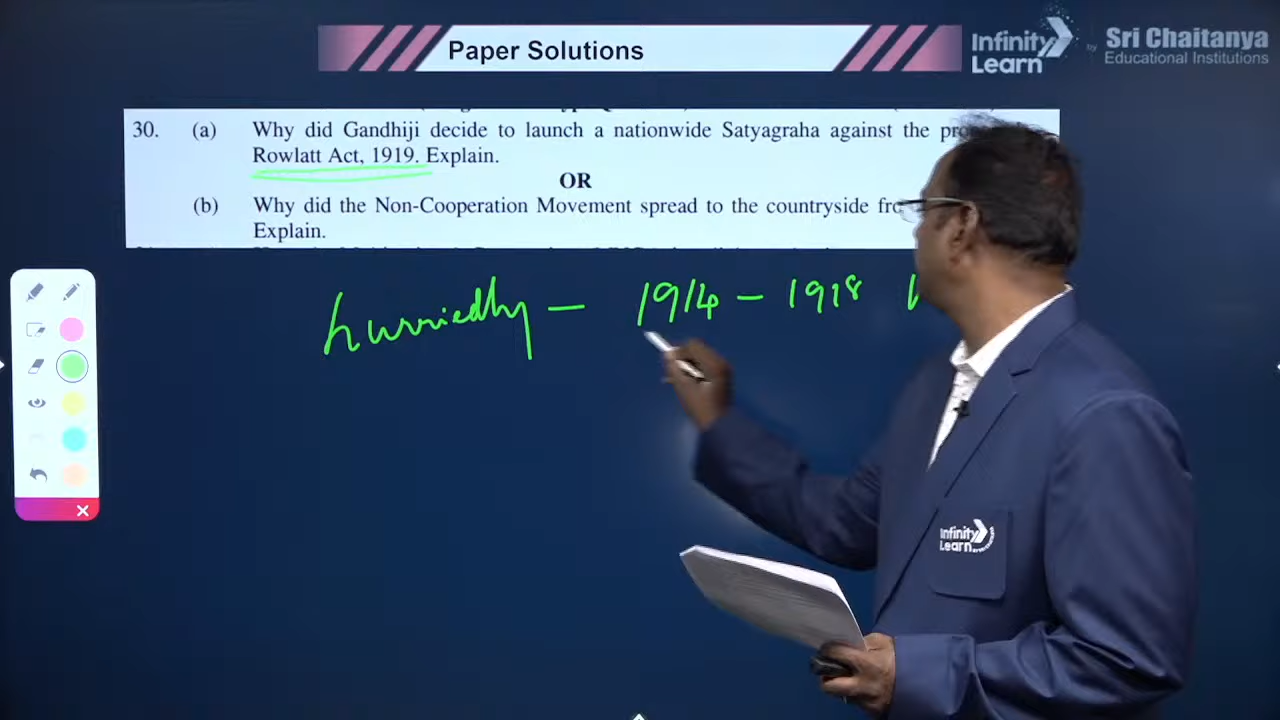 Paper Solutions
Infinity Learn by Sri Chaitanya Educational Institutions
30. (a) Why did Gandhiji decide to launch a nationwide Satyagraha against the
Rowlatt Act, 1919. Explain.
OR
(b) Why did the Non-Cooperation Movement spread to the countryside
Explain.
hurriedly – 1914 – 1918
Infinity
Learn